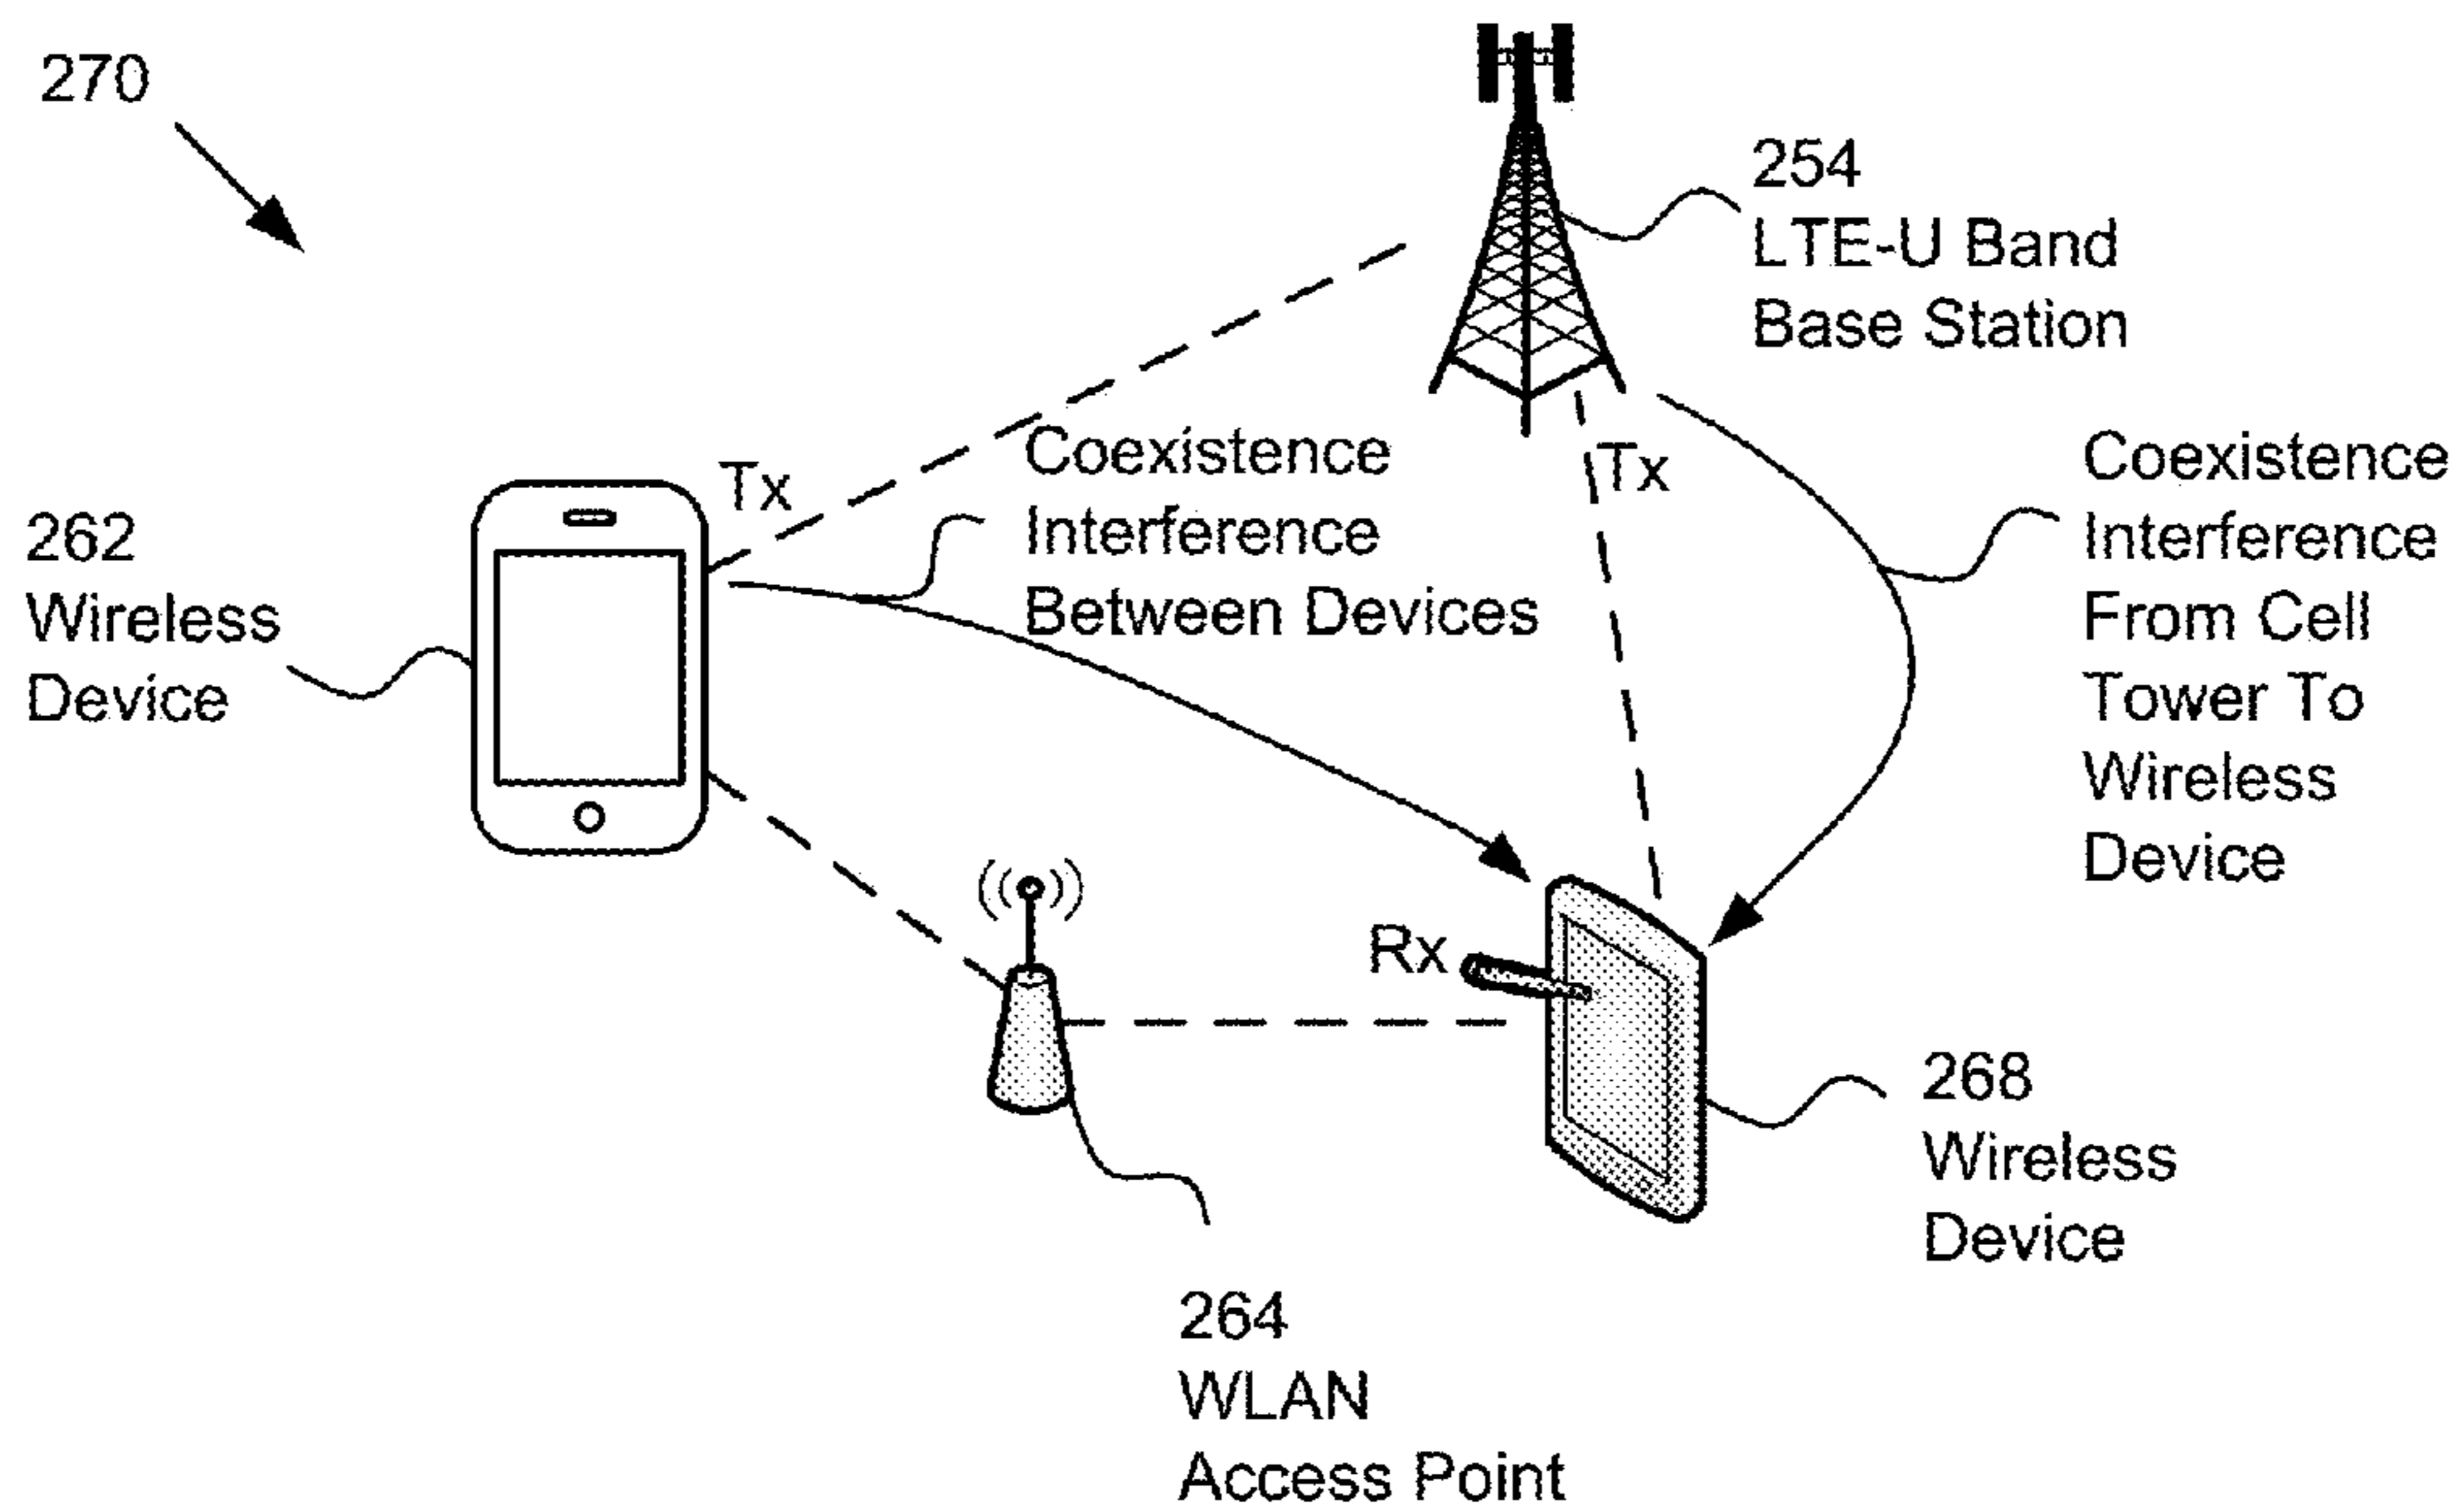 270
254
LTE-U Band
Base Station
Tx
Coexistence
Interference
Between Devices
Tx
Coexistence
Interference
From Cell
Tower To
Wireless
Device
262
Wireless
Device
Rx
268
Wireless
Device
264
WLAN
Access Point